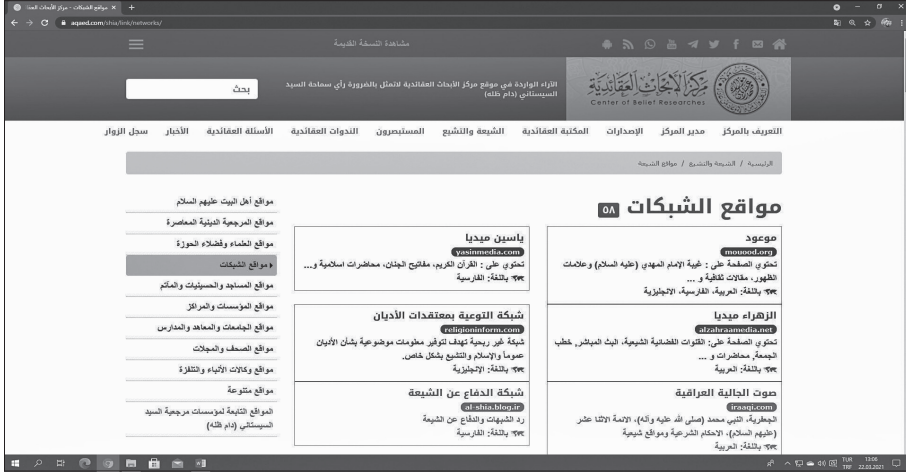 مواقع الشبكات - مركز الأبحاث العقا
aqaed.com/shia/link/networks/
مشاهدة النسخة القديمة
مركز الأبحاث العقائدية
Center of Belief Researches
الآراء الواردة في موقع مركز الأبحاث العقائدية لاتمثل بالضرورة رأي سماحة السيد
السيستاني (دام ظله)
بحث
التعريف بالمركز
مدير المركز
الإصدارات
المكتبة العقائدية
الشيعة والتشيع
المستبصرون
الندوات العقائدية
الأسئلة العقائدية
الأخبار
سجل الزوار
الرئيسية / الشيعة والتشيع / مواقع الشيعة
مواقع الشبكات ٥٨
موعود
mouood.org
تحتوي الصفحة على : غيبة الإمام المهدي (عليه السلام) وعلامات
الظهور، مقالات ثقافية و ...
باللغة: العربية، الفارسية، الانجليزية
الزهراء ميديا
alzahraamedia.net
تحتوي الصفحة على: القنوات الفضائية الشيعية، البث المباشر، خطب
الجمعة, محاضرات و ...
باللغة: العربية
صوت الجالية العراقية
iraaqi.com
الجعفرية، النبي محمد (صلى الله عليه وآله)، الائمة الاثنا عشر
(عليهم السلام)، الاحكام الشرعية ومواقع شيعية
باللغة: العربية
ياسين ميديا
yasinmedia.com
تحتوي على : القرآن الكريم، مفاتيح الجنان، محاضرات اسلامية و...
باللغة: الفارسية
شبكة التوعية بمعتقدات الأديان
religioninform.com
شبكة غير ربحية تهدف لتوفير معلومات موضوعية بشأن الأديان
عموماً والإسلام والتشيع بشكل خاص.
باللغة: الإنجليزية
شبكة الدفاع عن الشيعة
al-shia.blog.ir
رد الشبهات والدفاع عن الشيعة
باللغة: الفارسية
مواقع أهل البيت عليهم السلام
مواقع المرجعية الدينية المعاصرة
مواقع العلماء وفضلاء الحوزة
مواقع الشبكات
مواقع المساجد والحسينيات والمآتم
مواقع المؤسسات والمراكز
مواقع الجامعات والمعاهد والمدارس
مواقع الصحف والمجلات
مواقع وكالات الأنباء والتلفزة
مواقع متنوعة
المواقع التابعة لمؤسسات مرجعية السيد
السيستاني (دام ظله)
TUR 13:06
TRF 22.03.2021